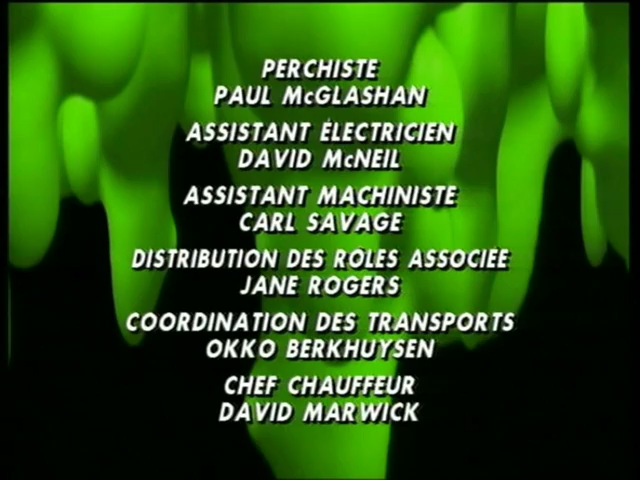 PERCHISTE
PAUL McGLASHAN
ASSISTANT ÉLECTRICIEN
DAVID McNEIL
ASSISTANT MACHINISTE
CARL SAVAGE
DISTRIBUTION DES RÔLES ASSOCIÉE
JANE ROGERS
COORDINATION DES TRANSPORTS
OKKO BERKHUYSEN
CHEF CHAUFFEUR
DAVID MARWICK